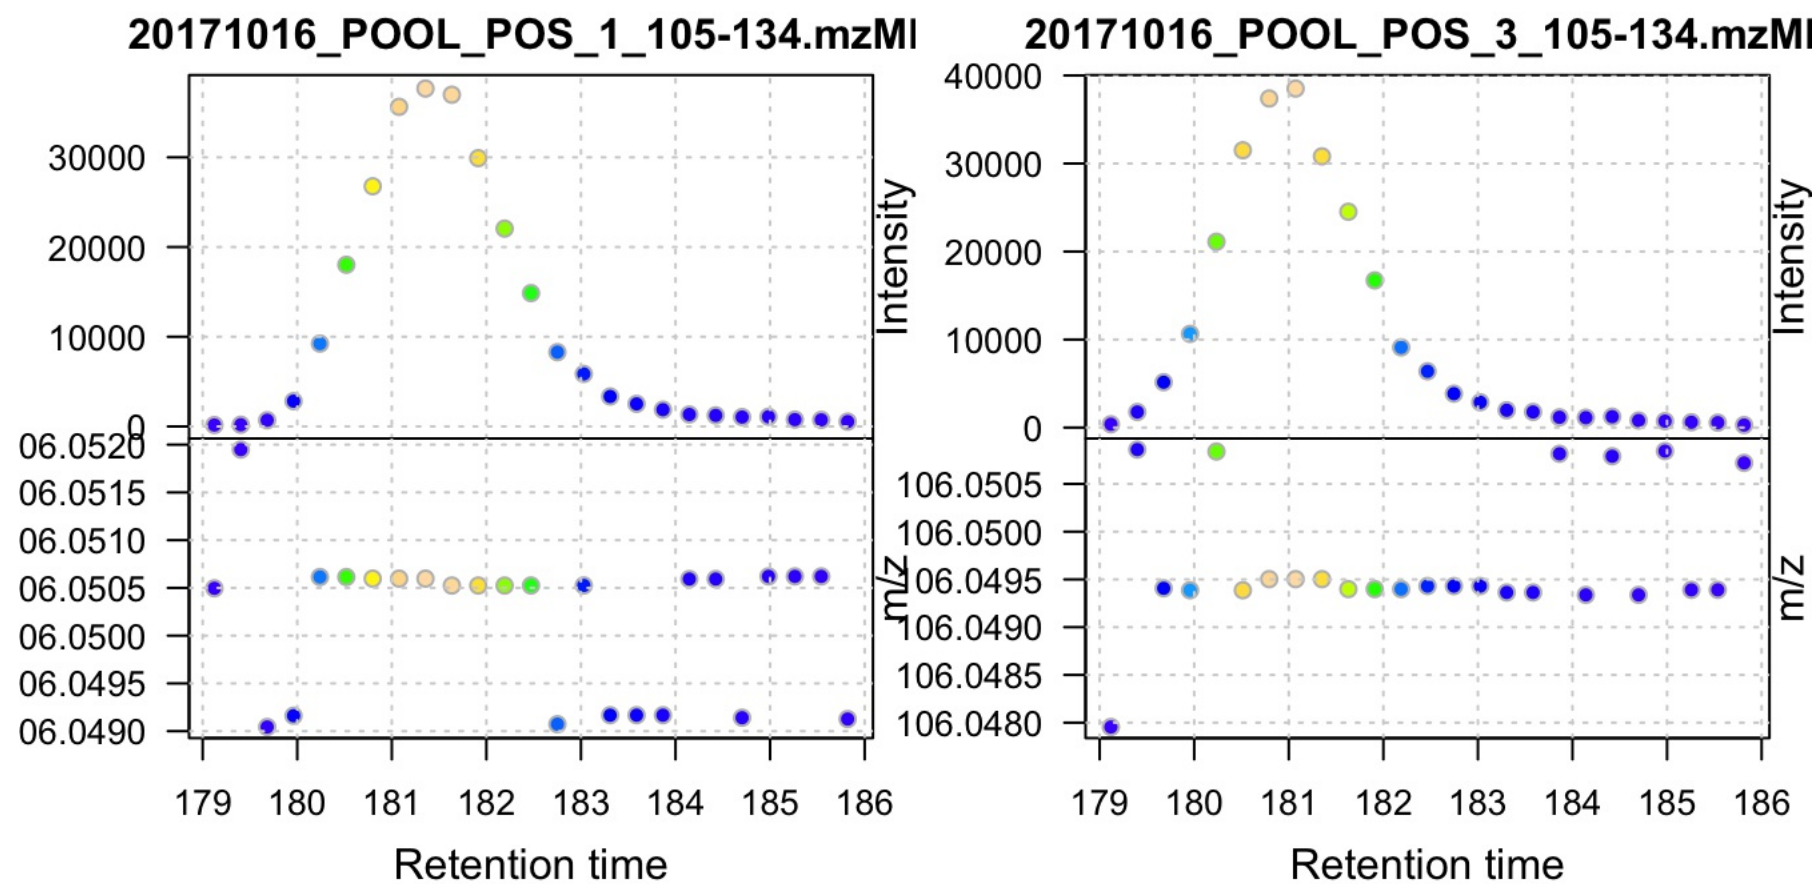 20171016_POOL_POS_1_105-134.mzMl
30000
20000
10000
0
Intensity
06.0520
06.0515
06.0510
06.0505
06.0500
06.0495
06.0490
m/z
179 180 181 182 183 184 185 186
Retention time
20171016_POOL_POS_3_105-134.mzMl
40000
30000
20000
10000
0
Intensity
106.0505
106.0500
106.0495
106.0490
106.0485
106.0480
m/z
179 180 181 182 183 184 185 186
Retention time